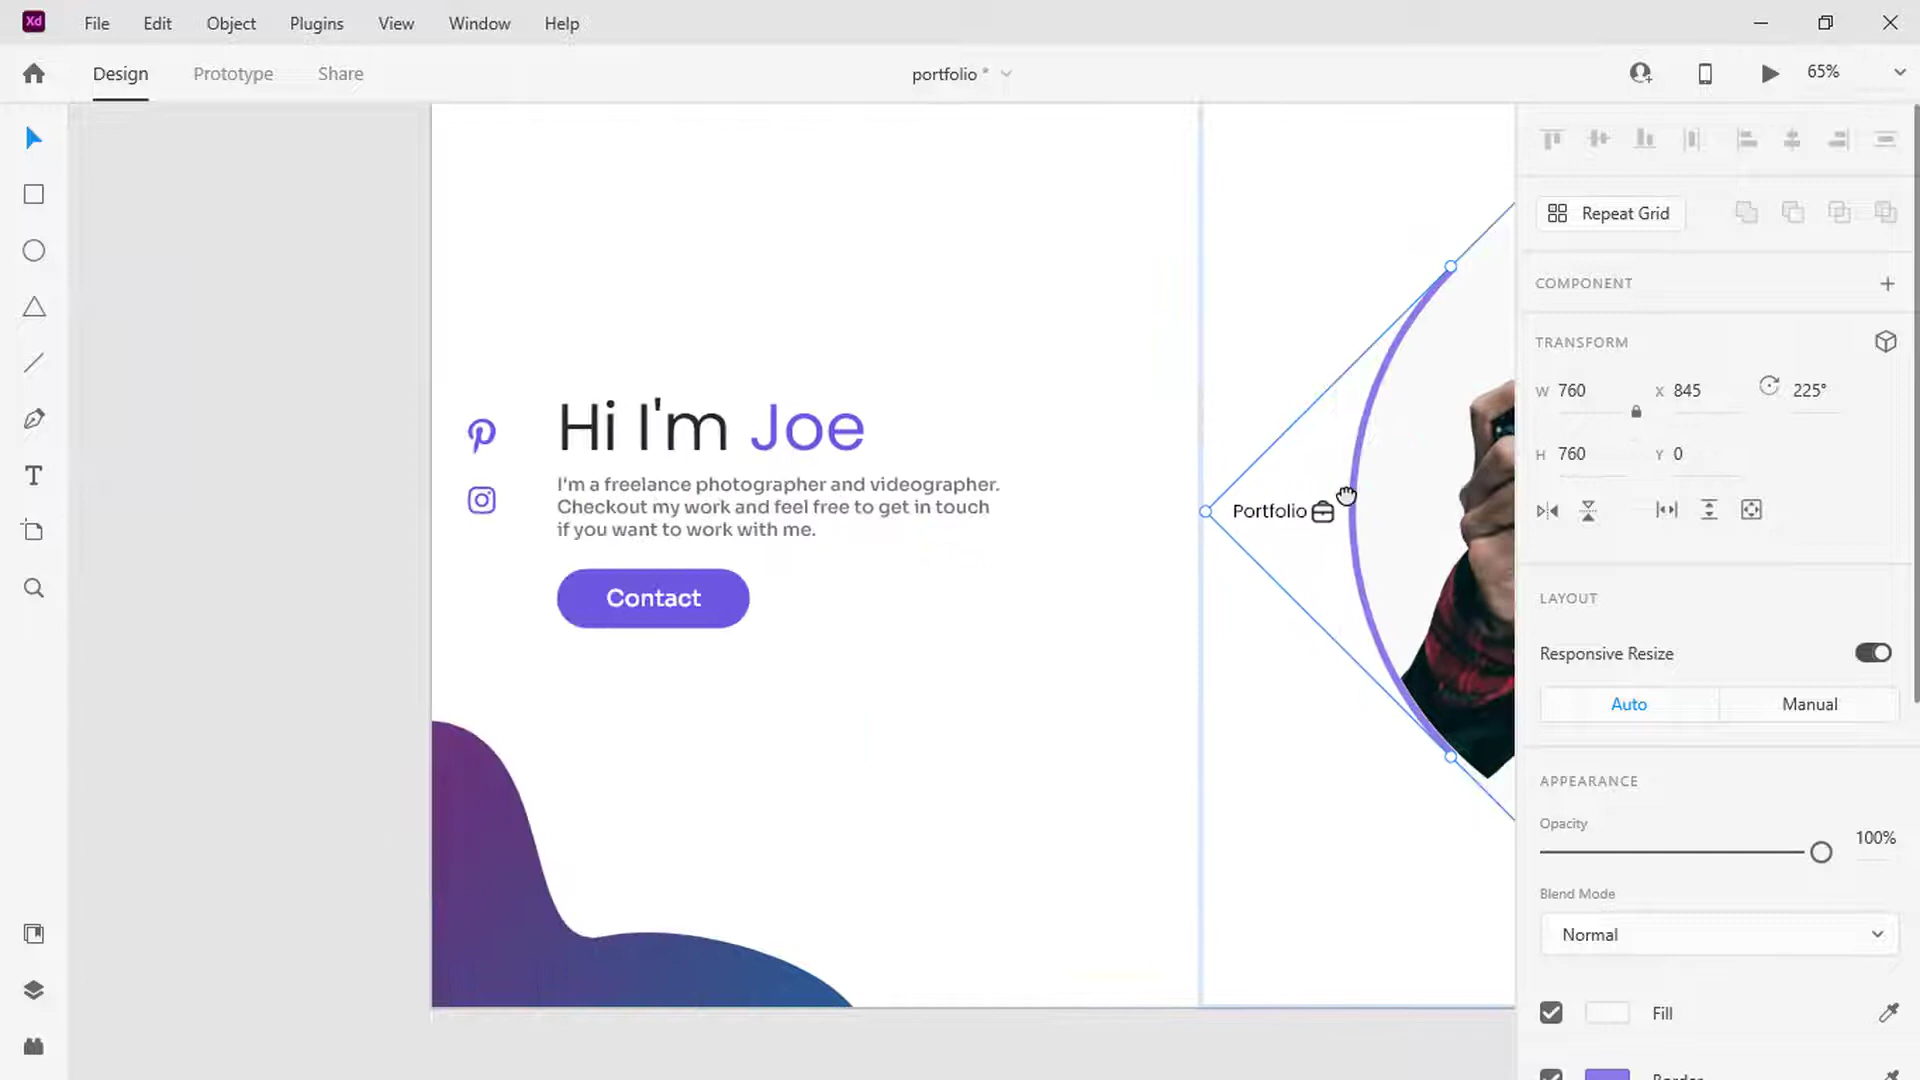 Xd File Edit Object Plugins View Window Help
Design Prototype Share portfolio * 65%
Repeat Grid
COMPONENT
TRANSFORM
W 760 X 845 225°
H 760 Y 0
LAYOUT
Responsive Resize
Auto Manual
APPEARANCE
Opacity
100%
Blend Mode
Normal
Fill
Border
Hi I'm Joe
I'm a freelance photographer and videographer.
Checkout my work and feel free to get in touch
if you want to work with me.
Contact
Portfolio